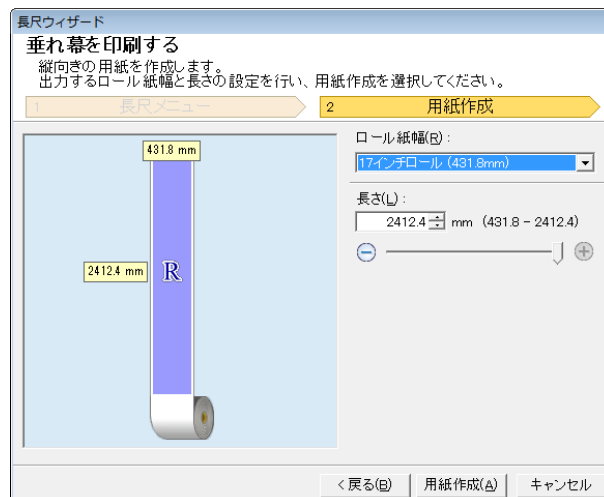 長尺ウィザード
垂れ幕を印刷する
縦向きの用紙を作成します。
出力するロール紙幅と長さの設定を行い、用紙作成を選択してください。
1 長尺メニュー 2 用紙作成
431.8 mm
2412.4 mm
R
ロール紙幅(R) :
17インチロール (431.8mm)
長さ(L) :
2412.4 mm (431.8 - 2412.4)
< 戻る(B) 用紙作成(A) キャンセル